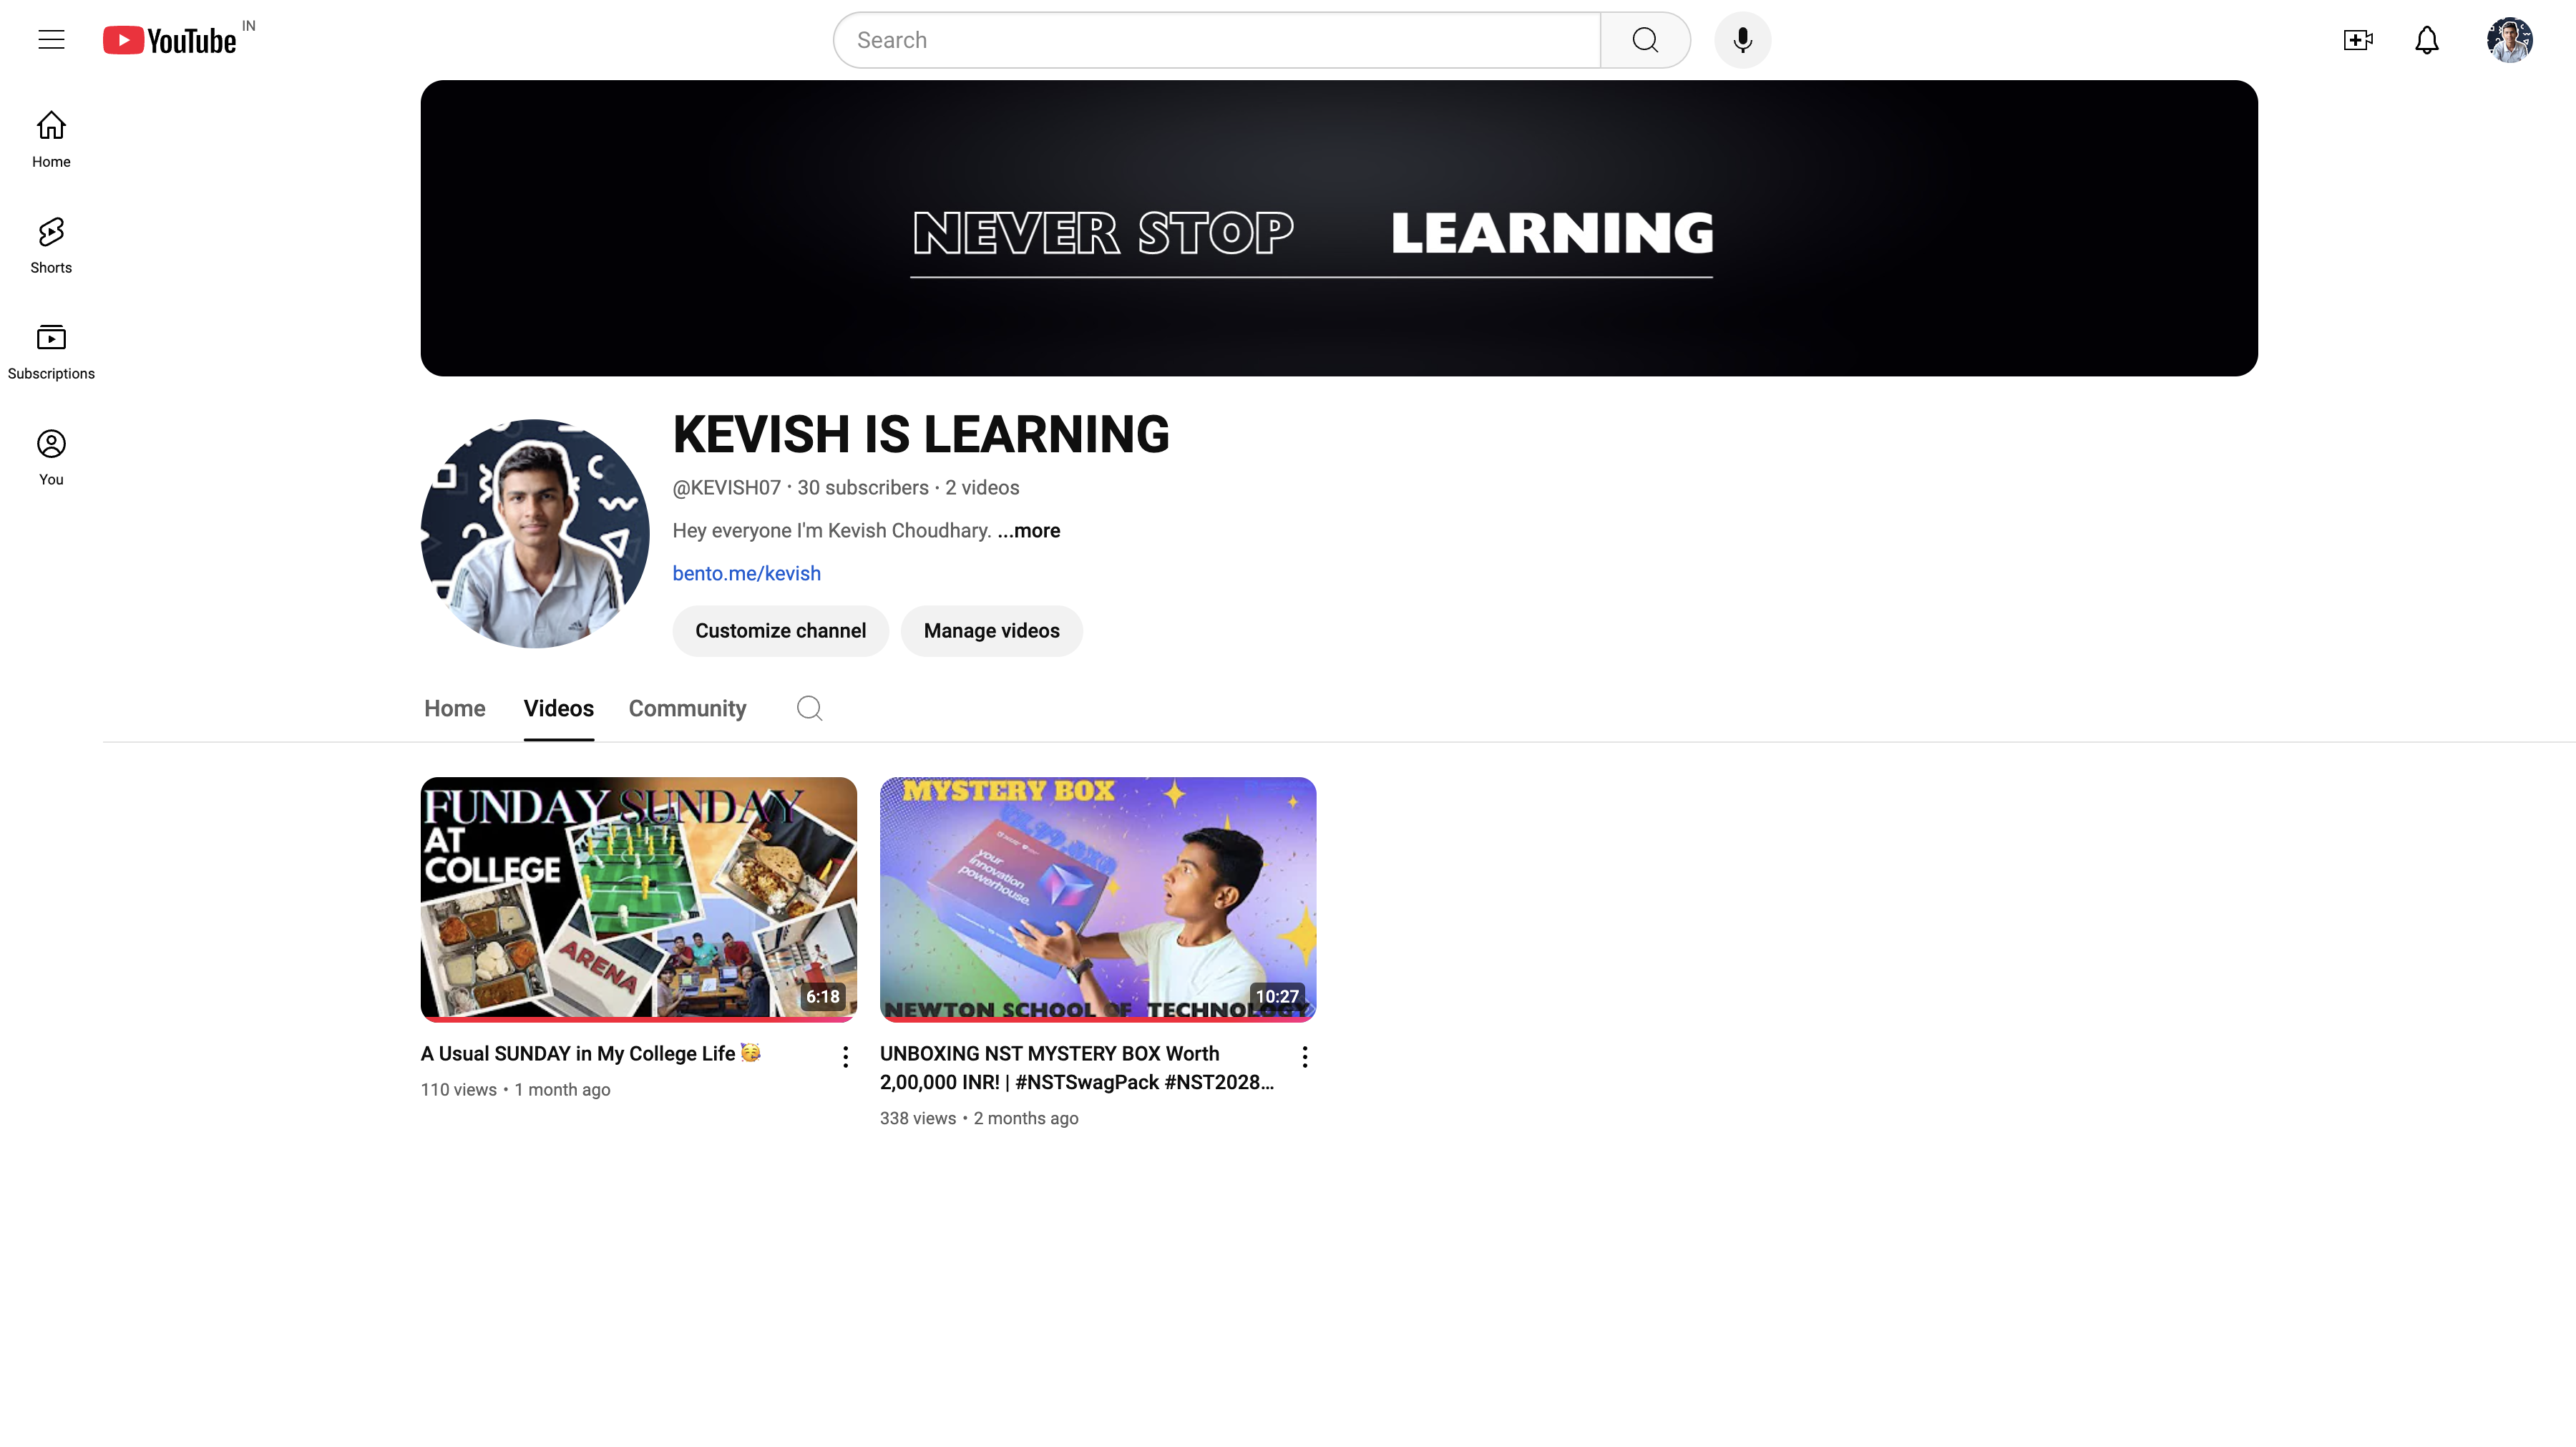 YouTube IN
Search
Home
Shorts
Subscriptions
You
NEVER STOP LEARNING
KEVISH IS LEARNING
@KEVISH07 · 30 subscribers · 2 videos
Hey everyone I'm Kevish Choudhary. ...more
bento.me/kevish
Customize channel
Manage videos
Home
Videos
Community
FUNDAY SUNDAY
AT
COLLEGE
ARENA
6:18
A Usual SUNDAY in My College Life 🥳
110 views • 1 month ago
MYSTERY BOX
your
innovation
powerhouse.
NEWTON SCHOOL OF TECHNOLOGY
10:27
UNBOXING NST MYSTERY BOX Worth
2,00,000 INR! | #NSTSwagPack #NST2028...
338 views • 2 months ago